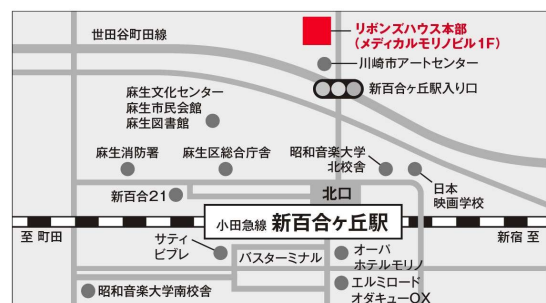 世田谷町田線
リボンズハウス本部
(メディカルモリノビル1F)
川崎市アートセンター
新百合ヶ丘駅入り口
麻生文化センター
麻生市民会館
麻生図書館
麻生消防署
麻生区総合庁舎
昭和音楽大学
北校舎
日本
映画学校
新百合21
北口
小田急線 新百合ヶ丘駅
至 町田
新宿 至
サティ
ビブレ
バスターミナル
オーパ
ホテルモリノ
エルミロード
オダキューOX
昭和音楽大学南校舎